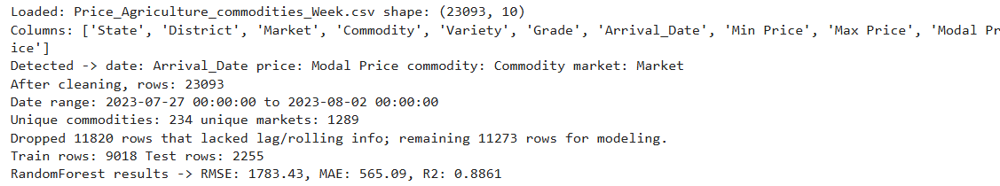 Loaded: Price_Agriculture_commodities_Week.csv shape: (23093, 10)
Columns: ['State', 'District', 'Market', 'Commodity', 'Variety', 'Grade', 'Arrival_Date', 'Min Price', 'Max Price', 'Modal Pr
ice']
Detected -> date: Arrival_Date price: Modal Price commodity: Commodity market: Market
After cleaning, rows: 23093
Date range: 2023-07-27 00:00:00 to 2023-08-02 00:00:00
Unique commodities: 234 unique markets: 1289
Dropped 11820 rows that lacked lag/rolling info; remaining 11273 rows for modeling.
Train rows: 9018 Test rows: 2255
RandomForest results -> RMSE: 1783.43, MAE: 565.09, R2: 0.8861